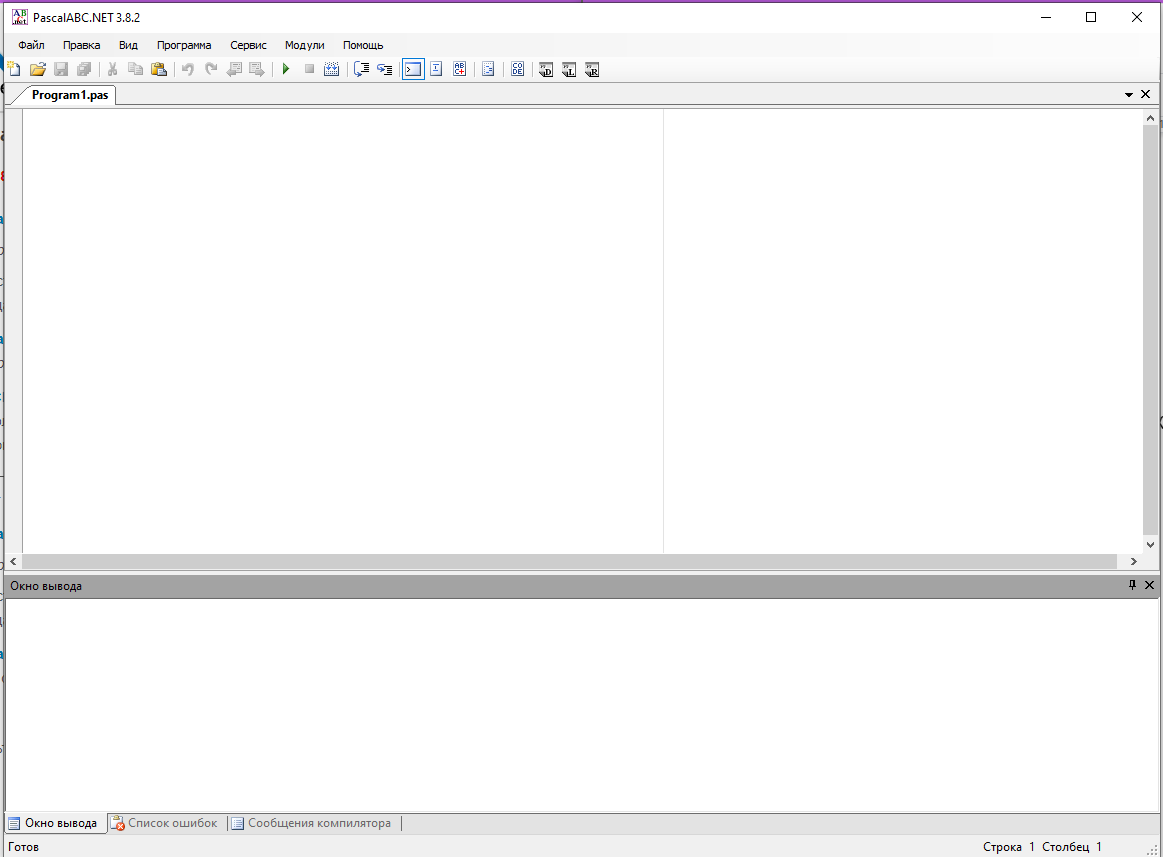 PascalABC.NET 3.8.2
Файл Правка Вид Программа Сервис Модули Помощь
Program1.pas
Окно вывода
Окно вывода Список ошибок Сообщения компилятора
Готов Строка 1 Столбец 1